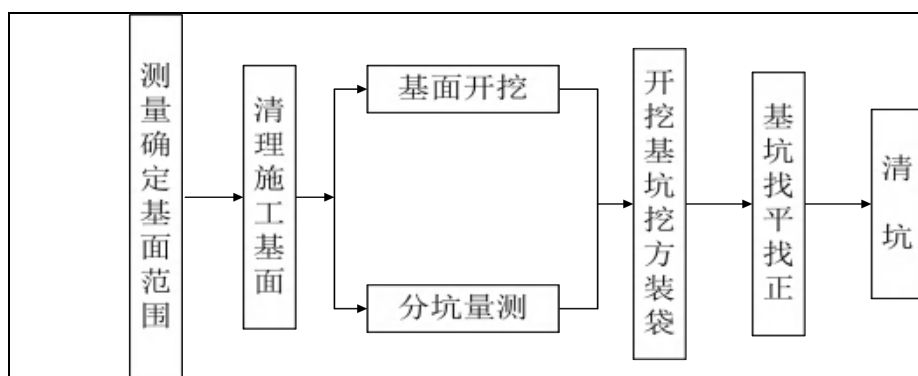 测量确定基面范围
清理施工基面
基面开挖
分坑量测
开挖基坑挖方装袋
基坑找平找正
清坑